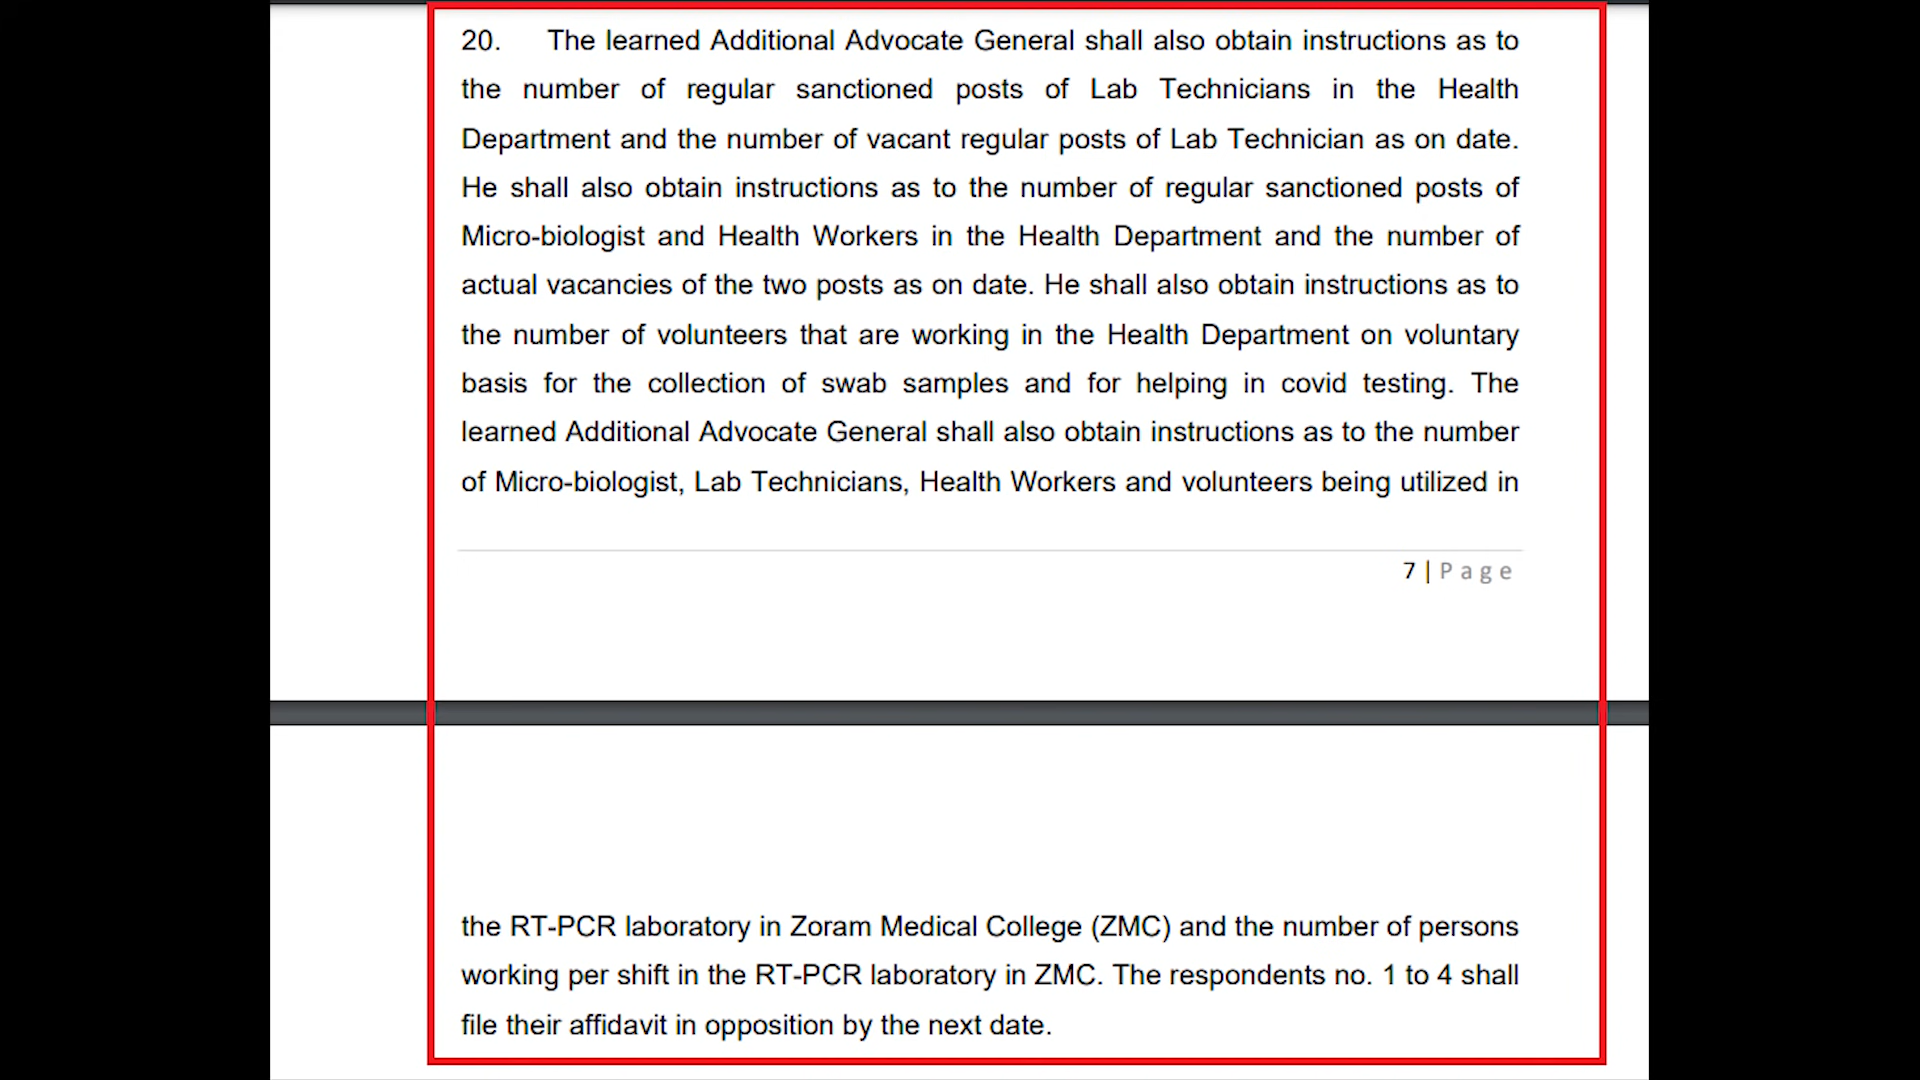 20. The learned Additional Advocate General shall also obtain instructions as to
the number of regular sanctioned posts of Lab Technicians in the Health
Department and the number of vacant regular posts of Lab Technician as on date.
He shall also obtain instructions as to the number of regular sanctioned posts of
Micro-biologist and Health Workers in the Health Department and the number of
actual vacancies of the two posts as on date. He shall also obtain instructions as to
the number of volunteers that are working in the Health Department on voluntary
basis for the collection of swab samples and for helping in covid testing. The
learned Additional Advocate General shall also obtain instructions as to the number
of Micro-biologist, Lab Technicians, Health Workers and volunteers being utilized in
7 | Page
the RT-PCR laboratory in Zoram Medical College (ZMC) and the number of persons
working per shift in the RT-PCR laboratory in ZMC. The respondents no. 1 to 4 shall
file their affidavit in opposition by the next date.